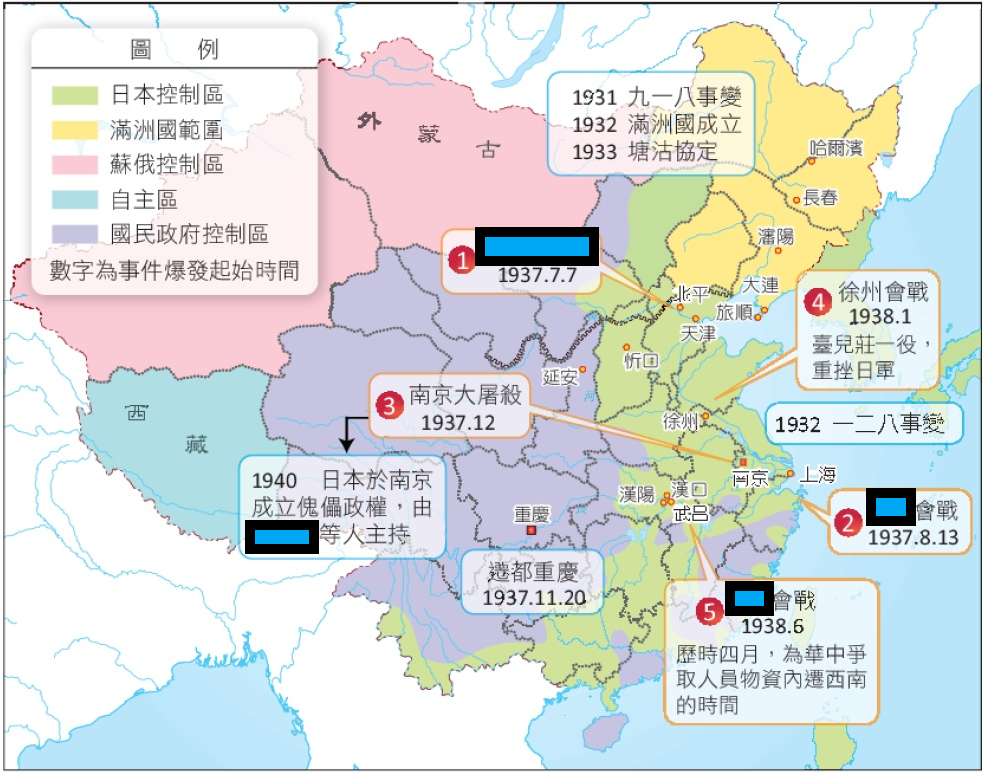 圖 例
日本控制區
滿洲國範圍
蘇俄控制區
自主區
國民政府控制區
數字為事件爆發起始時間
外蒙古
1931 九一八事變
1932 滿洲國成立
1933 塘沽協定
哈爾濱
長春
瀋陽
大連
旅順
北平
天津
1
1937.7.7
4 徐州會戰
1938.1
臺兒莊一役，
重挫日軍
忻口
延安
3 南京大屠殺
1937.12
徐州
1932 一二八事變
西藏
1940 日本於南京
成立傀儡政權，由
等人主持
南京
上海
漢陽
漢口
武昌
重慶
2 會戰
1937.8.13
遷都重慶
1937.11.20
5 會戰
1938.6
歷時四月，為華中爭
取人員物資內遷西南
的時間